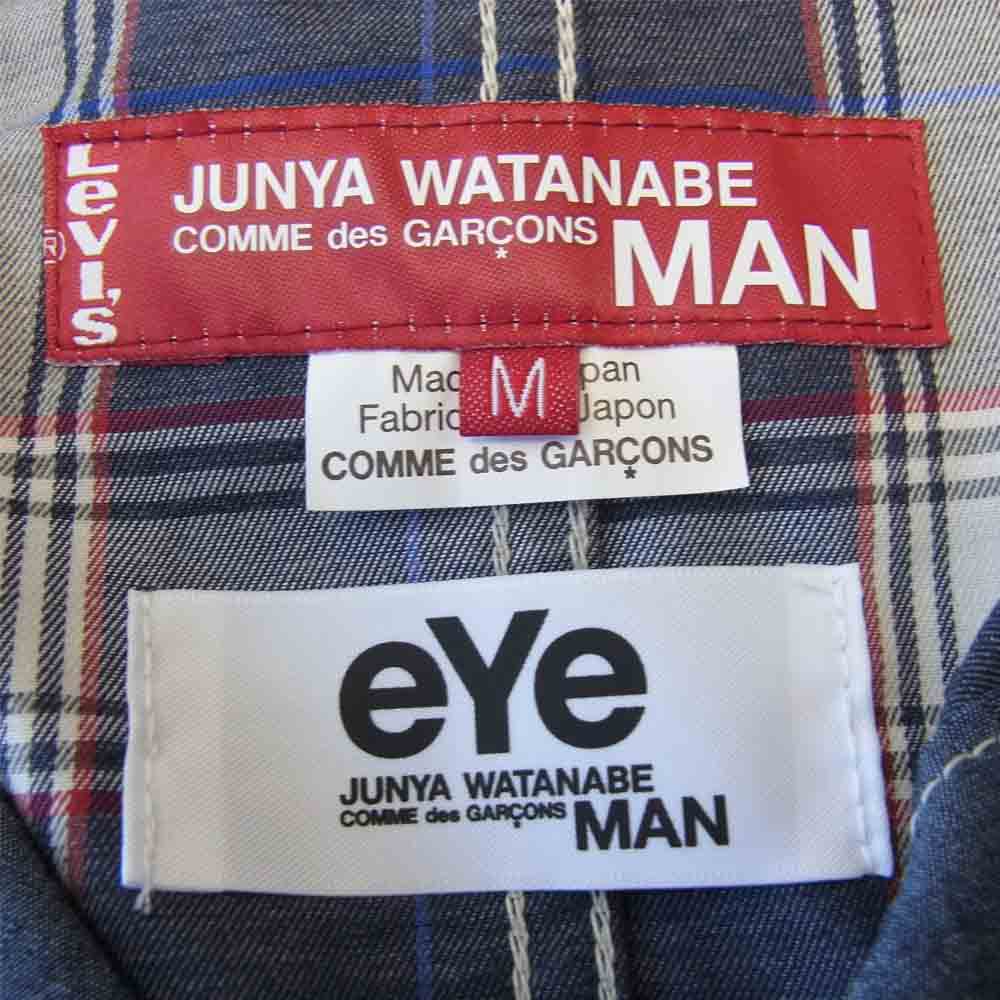 Levi's ®
JUNYA WATANABE
COMME des GARÇONS*
MAN
M
COMME des GARÇONS*
eYe
JUNYA WATANABE
COMME des GARÇONS
MAN